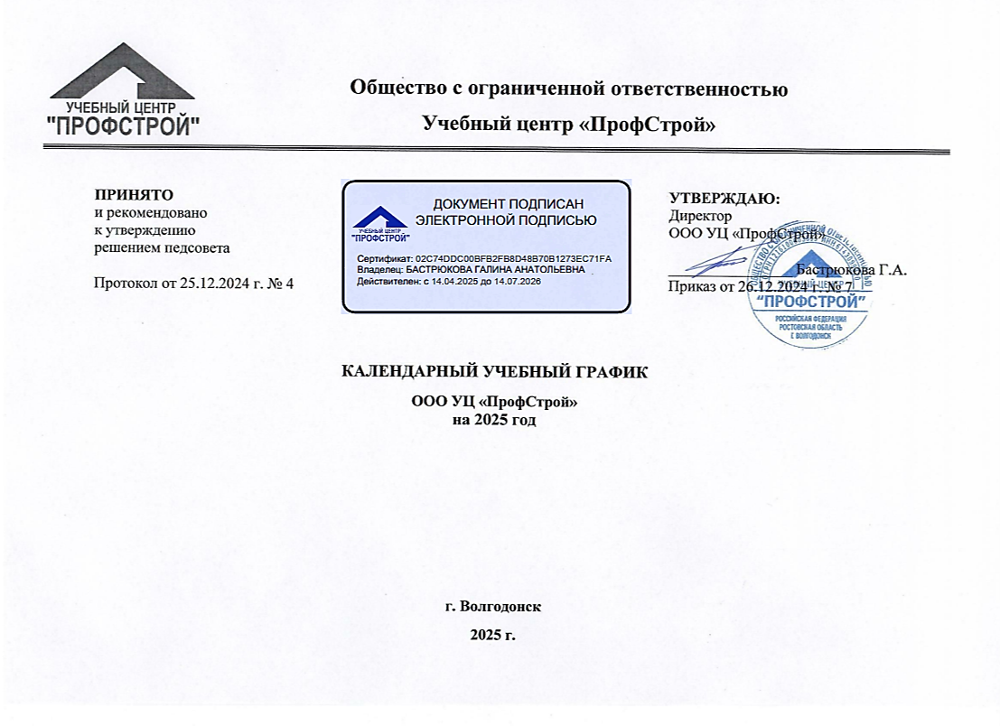 УЧЕБНЫЙ ЦЕНТР
"ПРОФСТРОЙ"
Общество с ограниченной ответственностью
Учебный центр «ПрофСтрой»
ПРИНЯТО
и рекомендовано
к утверждению
решением педсовета
Протокол от 25.12.2024 г. № 4
ДОКУМЕНТ ПОДПИСАН
ЭЛЕКТРОННОЙ ПОДПИСЬЮ
УЧЕБНЫЙ ЦЕНТР
"ПРОФСТРОЙ"
Сертификат: 02C74DDC00BFB2FB8D48B70B1273EC71FA
Владелец: БАСТРЮКОВА ГАЛИНА АНАТОЛЬЕВНА
Действителен: с 14.04.2025 до 14.07.2026
УТВЕРЖДАЮ:
Директор
ООО УЦ «ПрофСтрой»
Бастрюкова Г.А.
Приказ от 26.12.2024 г. № 7
УЧЕБНЫЙ ЦЕНТР
"ПРОФСТРОЙ"
РОССИЙСКАЯ ФЕДЕРАЦИЯ
РОСТОВСКАЯ ОБЛАСТЬ
Г. ВОЛГОДОНСК
КАЛЕНДАРНЫЙ УЧЕБНЫЙ ГРАФИК
ООО УЦ «ПрофСтрой»
на 2025 год
г. Волгодонск
2025 г.